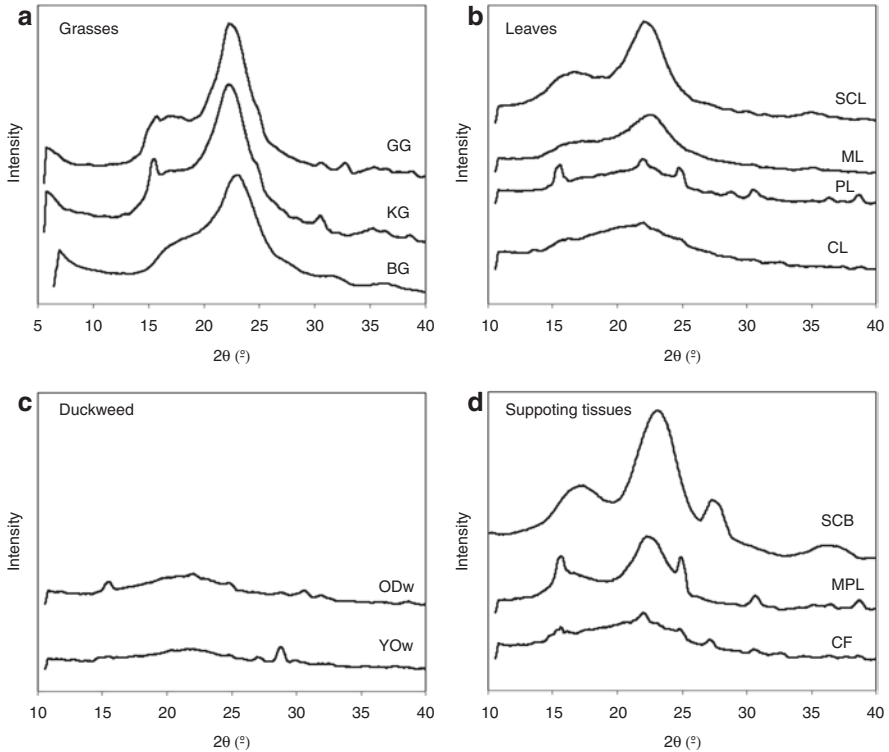 a
Grasses
Intensity
GG
KG
BG
5 10 15 20 25 30 35 40
2θ (º)
b
Leaves
Intensity
SCL
ML
PL
CL
10 15 20 25 30 35 40
2θ (º)
c
Duckweed
Intensity
ODw
YOw
10 15 20 25 30 35 40
2θ (º)
d
Suppoting tissues
Intensity
SCB
MPL
CF
10 15 20 25 30 35 40
2θ (º)